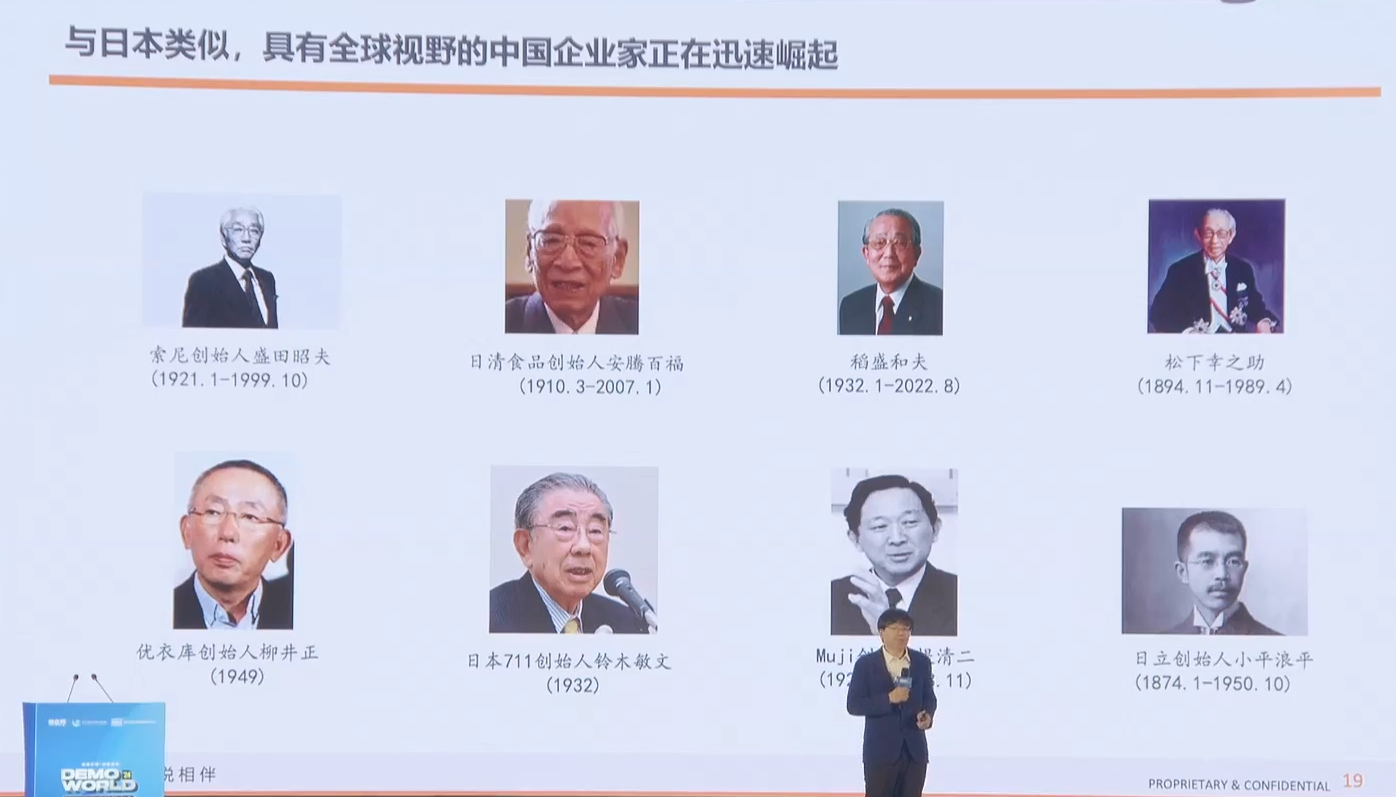 与日本类似，具有全球视野的中国企业家正在迅速崛起
索尼创始人盛田昭夫
(1921.1-1999.10)
日清食品创始人安腾百福
(1910.3-2007.1)
稻盛和夫
(1932.1-2022.8)
松下幸之助
(1894.11-1989.4)
优衣库创始人柳井正
(1949)
日本711创始人铃木敏文
(1932)
Muji
清二
(19
.11)
日立创始人小平浪平
(1874.1-1950.10)
DEMO
WORLD
相伴
PROPRIETARY & CONFIDENTIAL 19